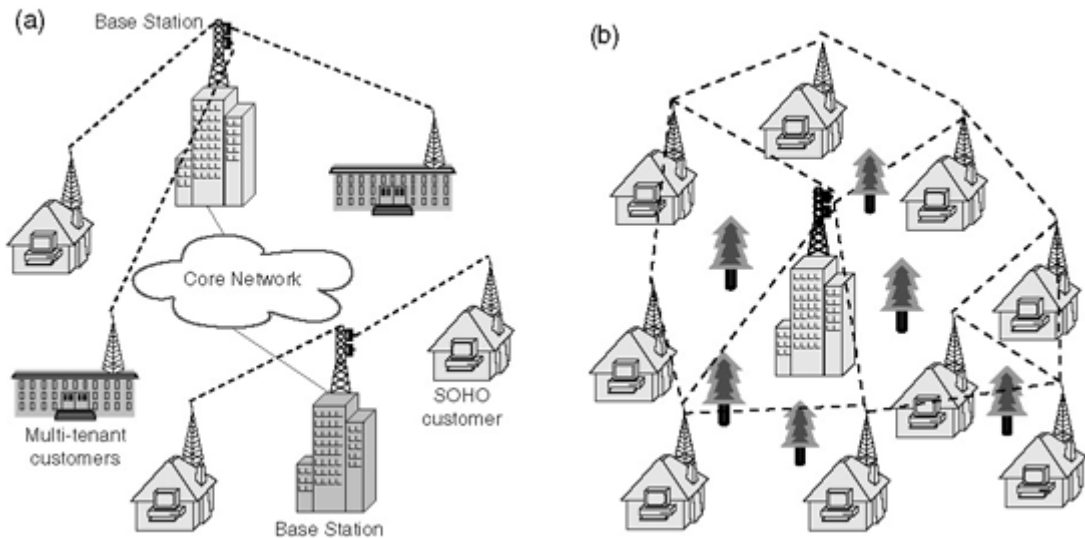 (a)
Base Station
(b)
Core Network
SOHO
customer
Multi-tenant
customers
Base Station